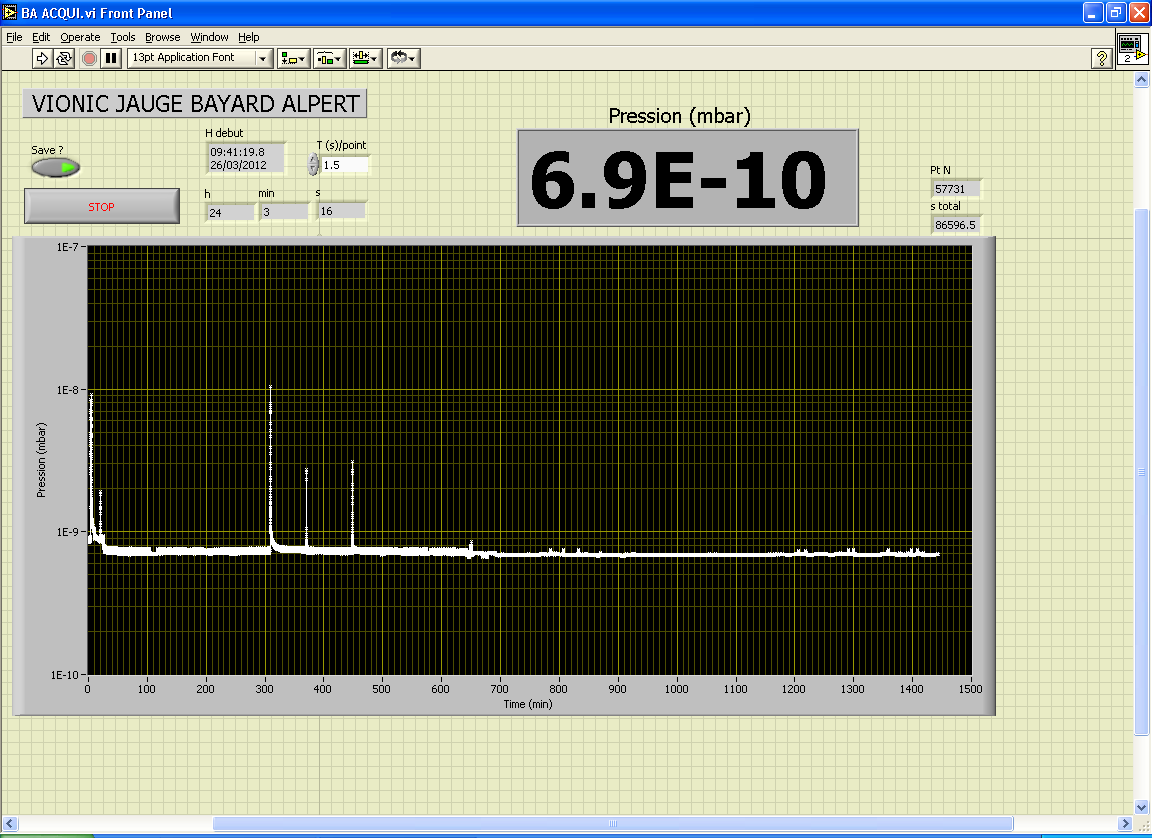 BA ACQUI.vi Front Panel
File Edit Operate Tools Browse Window Help
13pt Application Font
?
2
VIONIC JAUGE BAYARD ALPERT
Save ?
STOP
H debut
09:41:19.8
26/03/2012
T (s)/point
1.5
h min s
24 3 16
Pression (mbar)
6.9E-10
Pt N
57731
s total
86596.5
1E-7
1E-8
1E-9
1E-10
Pression (mbar)
0 100 200 300 400 500 600 700 800 900 1000 1100 1200 1300 1400 1500
Time (min)